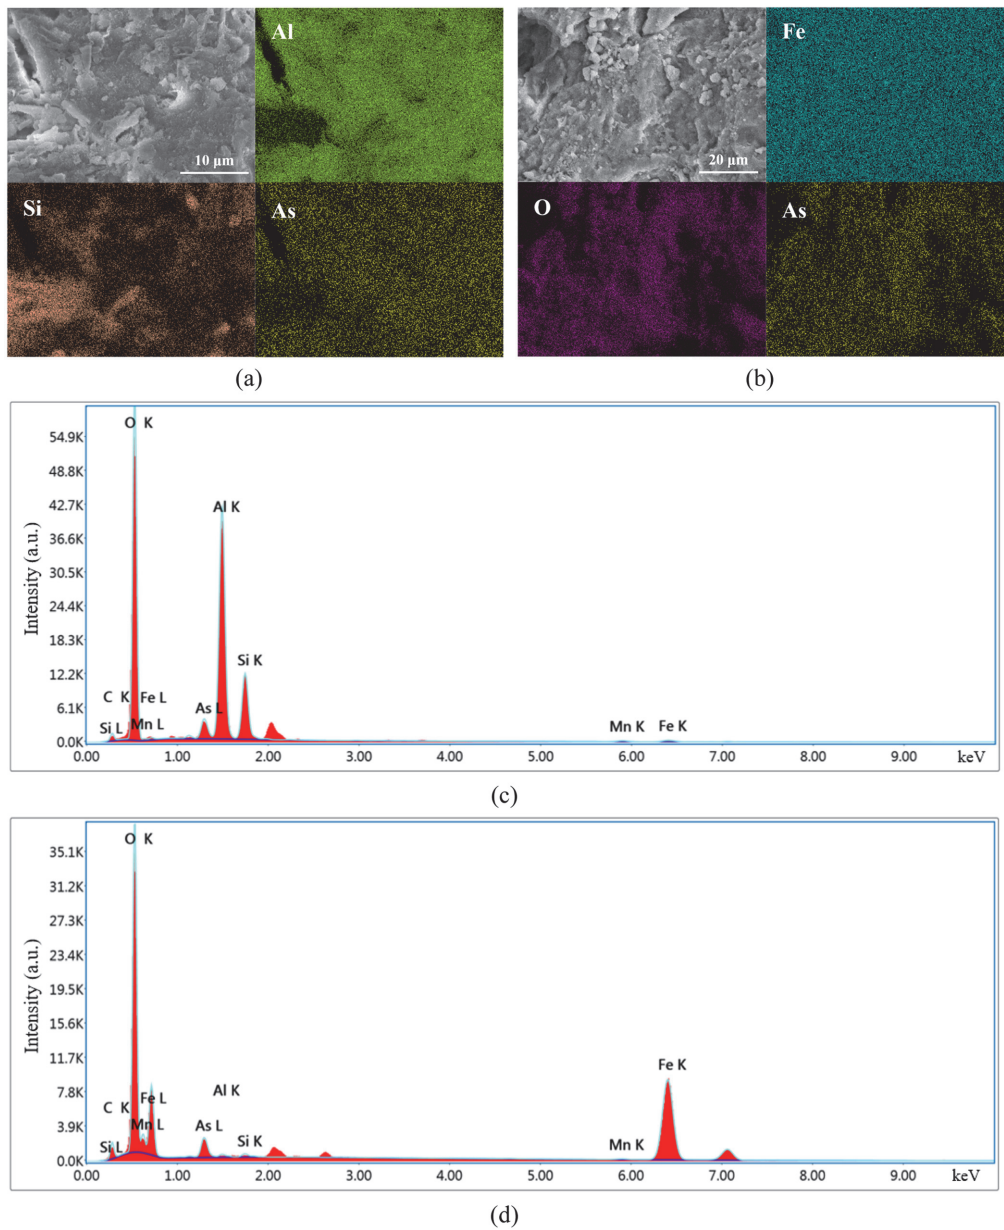 Al
Fe
10 µm
20 µm
Si
As
O
As
(a)
(b)
Intensity (a.u.)
54.9K
48.8K
42.7K
36.6K
30.5K
24.4K
18.3K
12.2K
6.1K
0.0K
O K
Al K
Si K
C K
Fe L
As L
Si L
Mn L
Mn K
Fe K
0.00 1.00 2.00 3.00 4.00 5.00 6.00 7.00 8.00 9.00 keV
(c)
Intensity (a.u.)
35.1K
31.2K
27.3K
23.4K
19.5K
15.6K
11.7K
7.8K
3.9K
0.0K
O K
Fe K
Al K
Fe L
C K
Mn L
As L
Si L
Si K
Mn K
0.00 1.00 2.00 3.00 4.00 5.00 6.00 7.00 8.00 9.00 keV
(d)